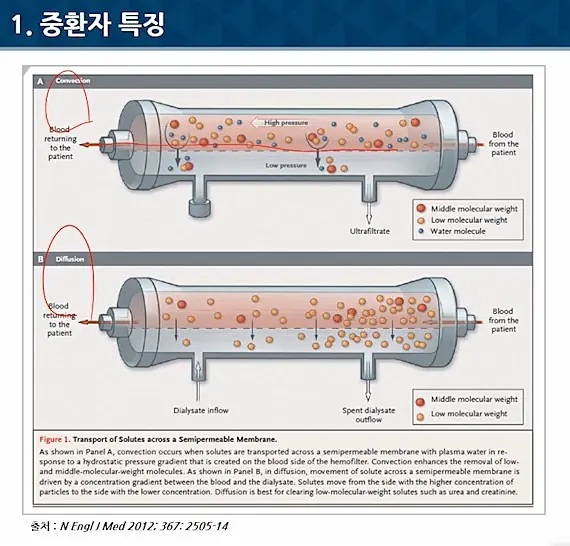 1. 중환자 특징
A Convection
High pressure
Blood
returning
to the
patient
Blood
from the
patient
Low pressure
Ultrafiltrate
Middle molecular weight
Low molecular weight
Water molecule
B Diffusion
Blood
returning
to the
patient
Blood
from the
patient
Dialysate inflow
Spent dialysate
outflow
Middle molecular weight
Low molecular weight
Figure 1. Transport of Solutes across a Semipermeable Membrane.
As shown in Panel A, convection occurs when solutes are transported across a semipermeable membrane with plasma water in re-
sponse to a hydrostatic pressure gradient that is created on the blood side of the hemofilter. Convection enhances the removal of low-
and middle-molecular-weight molecules. As shown in Panel B, in diffusion, movement of solute across a semipermeable membrane is
driven by a concentration gradient between the blood and the dialysate. Solutes move from the side with the higher concentration of
particles to the side with the lower concentration. Diffusion is best for clearing low-molecular-weight solutes such as urea and creatinine.
출처 : N Engl J Med 2012; 367: 2505-14